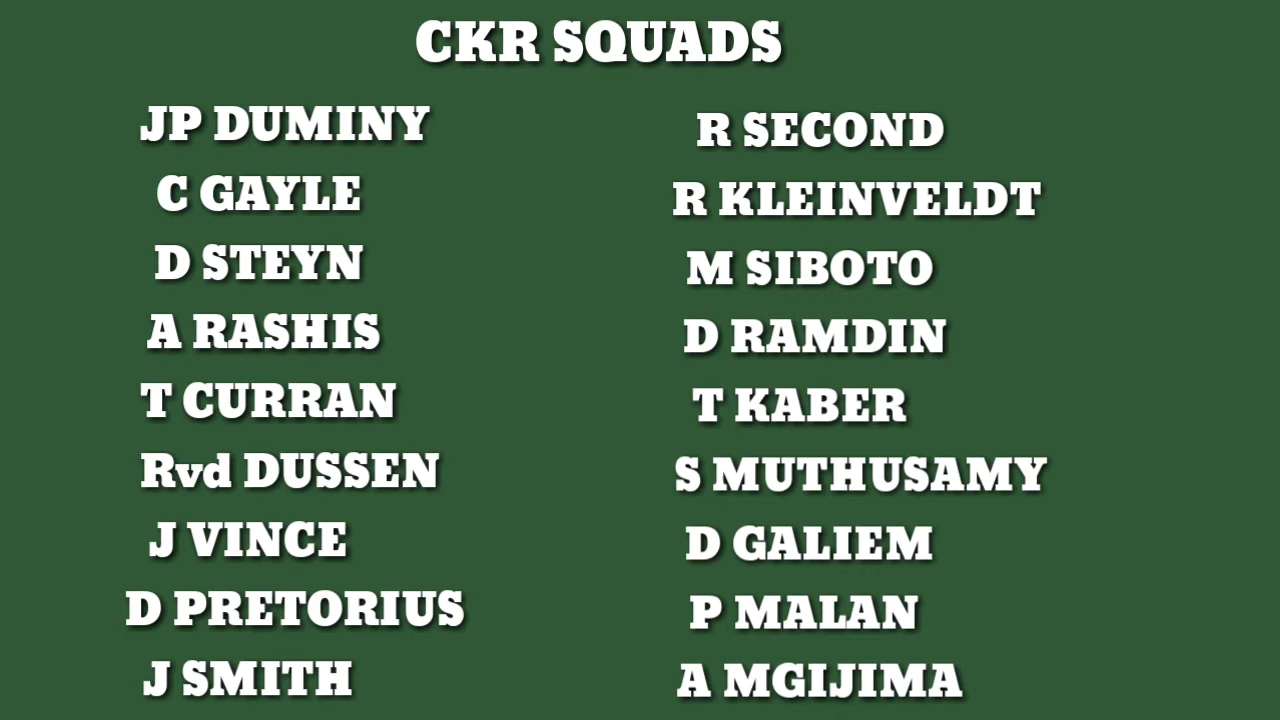 CKR SQUADS
JP DUMINY
C GAYLE
D STEYN
A RASHIS
T CURRAN
Rvd DUSSEN
J VINCE
D PRETORIUS
J SMITH
R SECOND
R KLEINVELDT
M SIBOTO
D RAMDIN
T KABER
S MUTHUSAMY
D GALIEM
P MALAN
A MGIJIMA